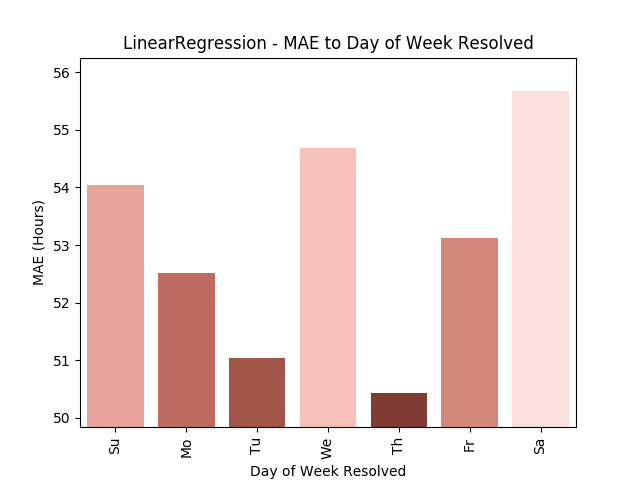 LinearRegression - MAE to Day of Week Resolved
56
55
54
53
52
51
50
MAE (Hours)
Su
Mo
Tu
We
Th
Fr
Sa
Day of Week Resolved